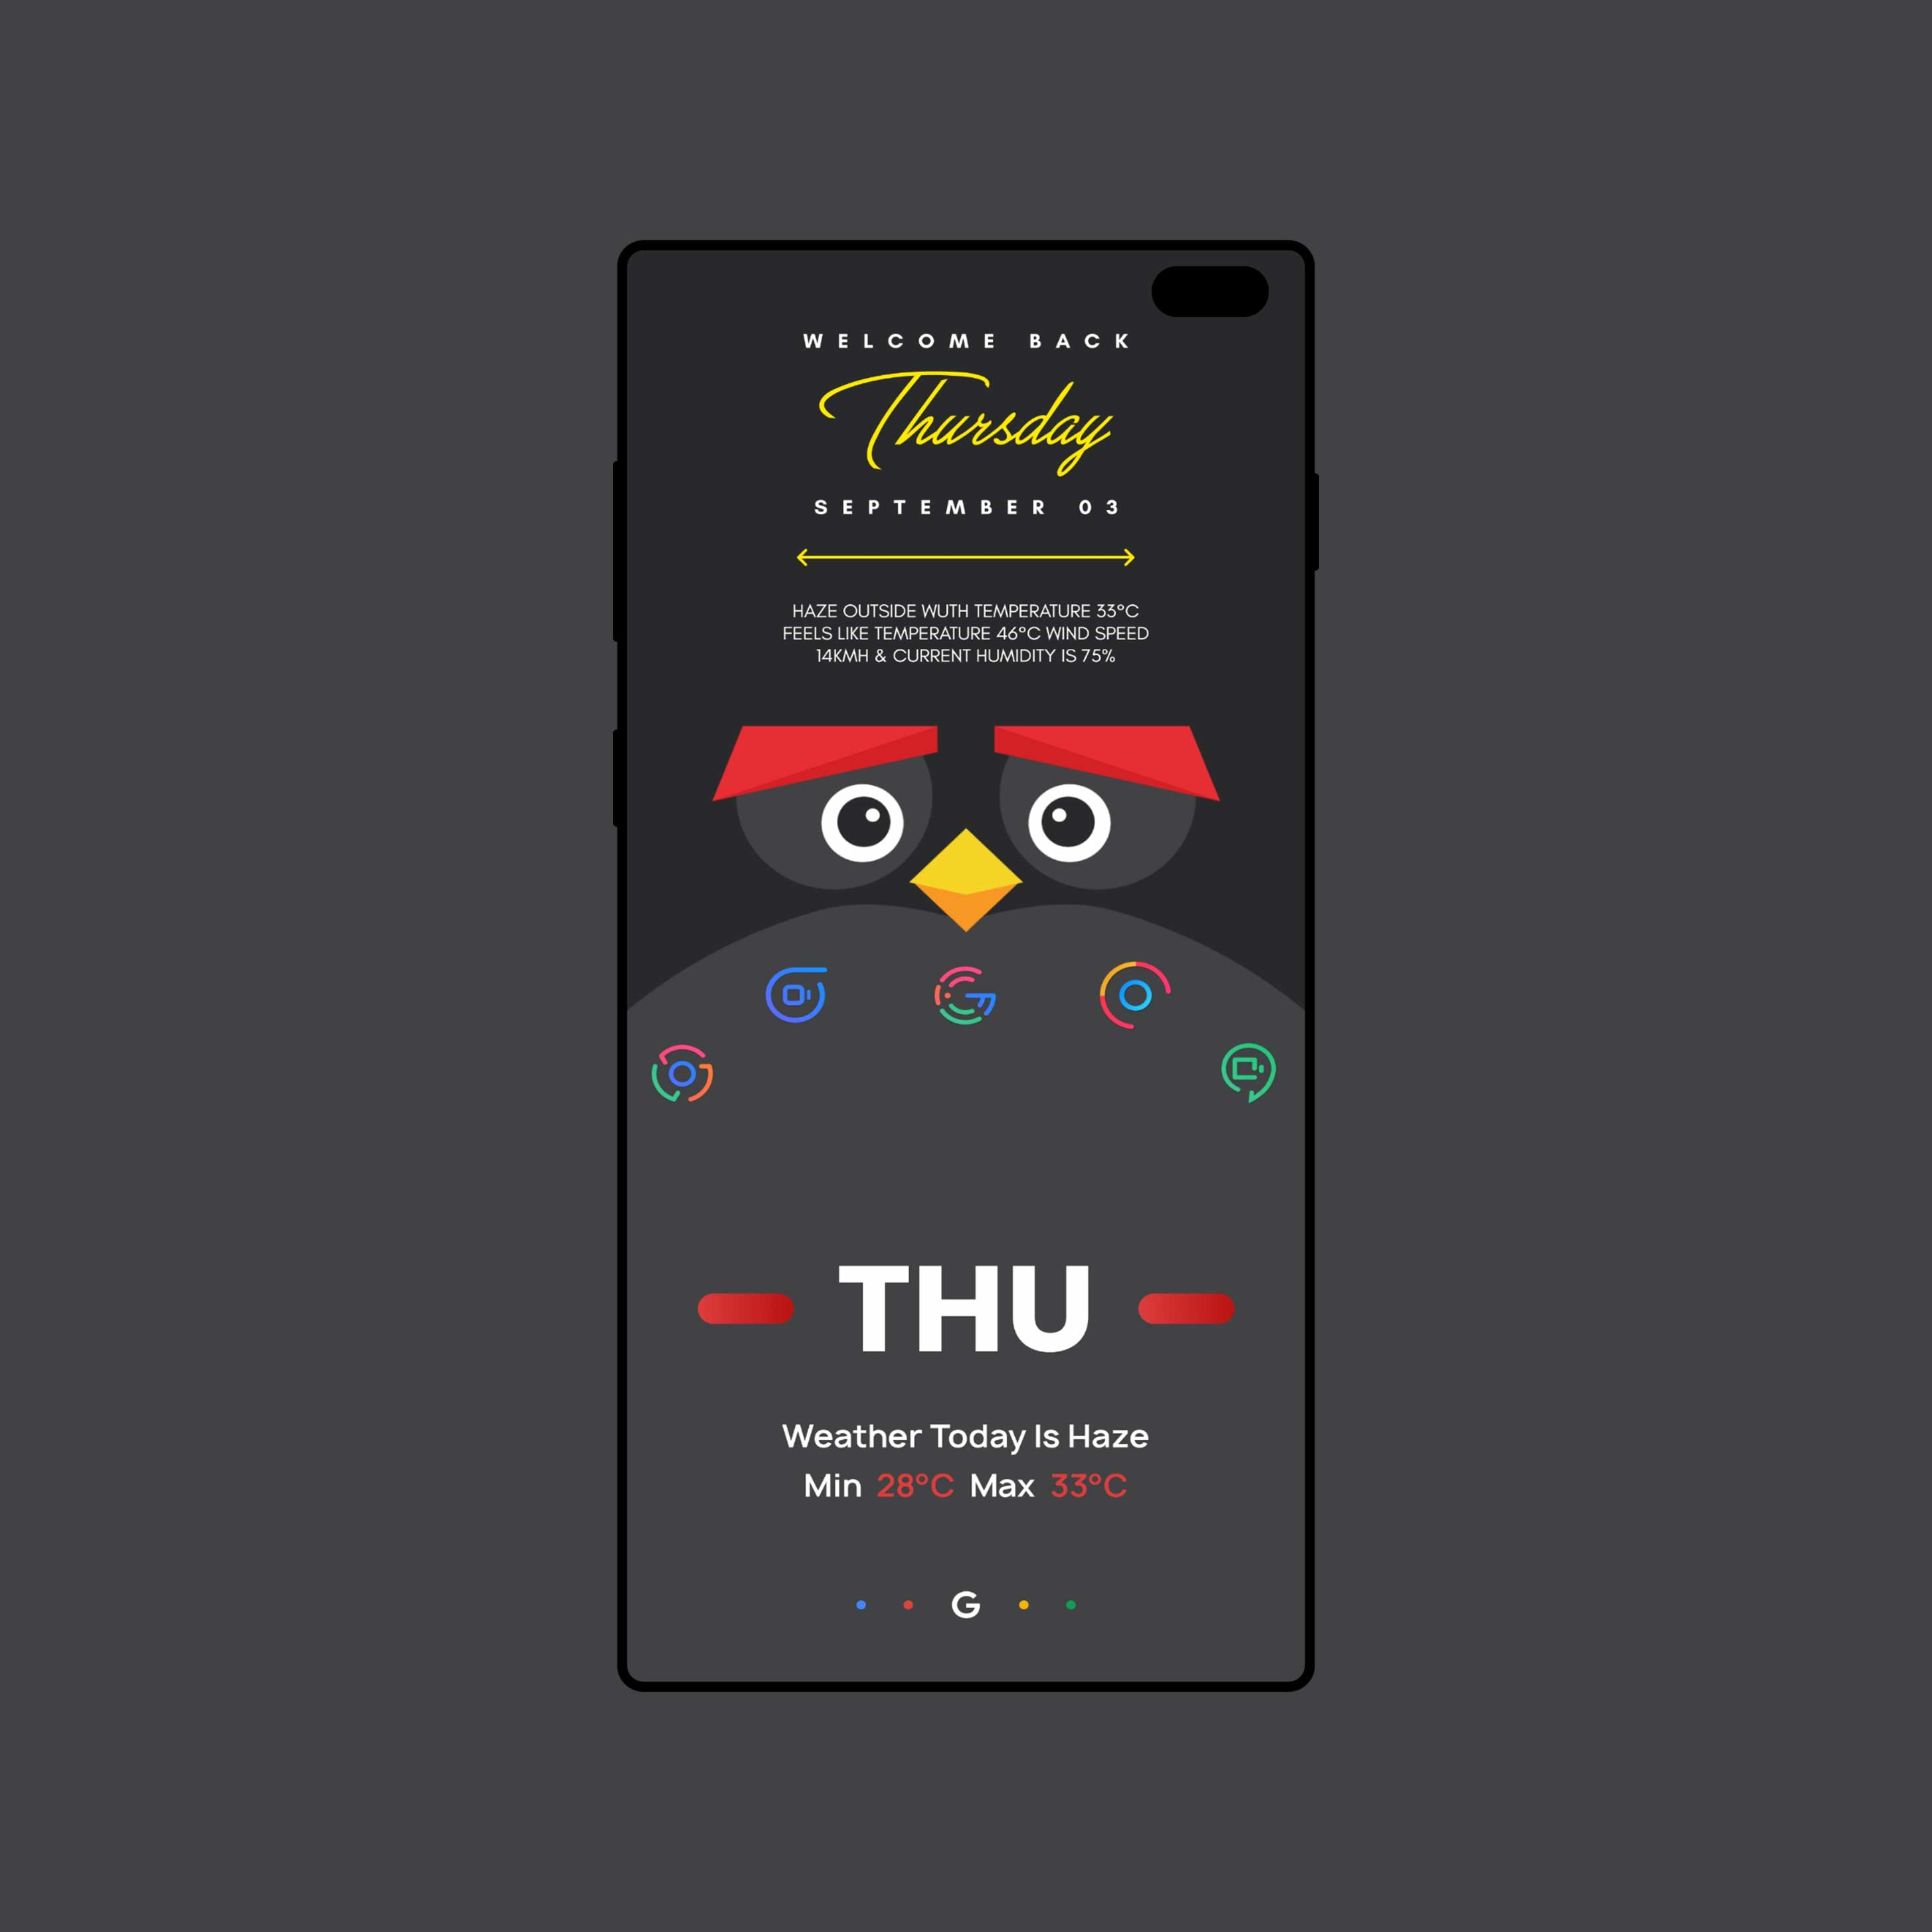 WELCOME BACK
Thursday
SEPTEMBER 03
HAZE OUTSIDE WUTH TEMPERATURE 33°C
FEELS LIKE TEMPERATURE 46°C WIND SPEED
14KMH & CURRENT HUMIDITY IS 75%
THU
Weather Today Is Haze
Min 28°C Max 33°C
G